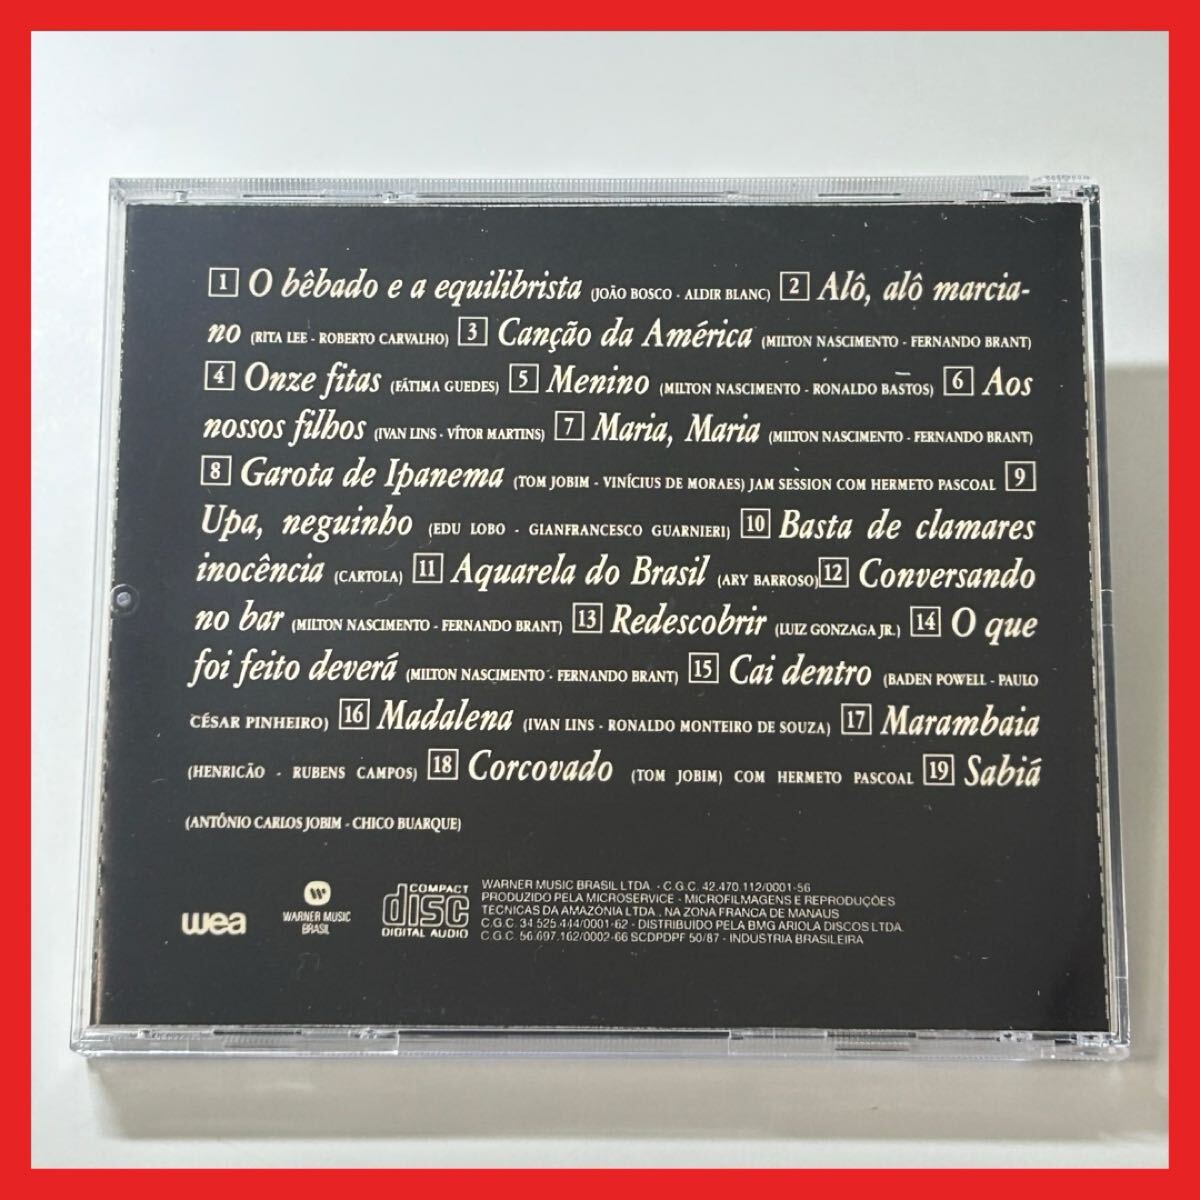 1 O bêbado e a equilibrista (JOÃO BOSCO - ALDIR BLANC) 2 Alô, alô marcia-
no (RITA LEE - ROBERTO CARVALHO) 3 Canção da América (MILTON NASCIMENTO - FERNANDO BRANT)
4 Onze fitas (FÁTIMA GUEDES) 5 Menino (MILTON NASCIMENTO - RONALDO BASTOS) 6 Aos
nossos filhos (IVAN LINS - VÍTOR MARTINS) 7 Maria, Maria (MILTON NASCIMENTO - FERNANDO BRANT)
8 Garota de Ipanema (TOM JOBIM - VINÍCIUS DE MORAES) JAM SESSION COM HERMETO PASCOAL 9
Upa, neguinho (EDU LOBO - GIANFRANCESCO GUARNIERI) 10 Basta de clamares
inocência (CARTOLA) 11 Aquarela do Brasil (ARY BARROSO) 12 Conversando
no bar (MILTON NASCIMENTO - FERNANDO BRANT) 13 Redescobrir (LUIZ GONZAGA JR.) 14 O que
foi feito deverá (MILTON NASCIMENTO - FERNANDO BRANT) 15 Cai dentro (BADEN POWELL - PAULO
CÉSAR PINHEIRO) 16 Madalena (IVAN LINS - RONALDO MONTEIRO DE SOUZA) 17 Marambaia
(HENRICÃO - RUBENS CAMPOS) 18 Corcovado (TOM JOBIM) COM HERMETO PASCOAL 19 Sabiá
(ANTÔNIO CARLOS JOBIM - CHICO BUARQUE)
wea
WARNER MUSIC
BRASIL
COMPACT
disc
DIGITAL AUDIO
WARNER MUSIC BRASIL LTDA - C.G.C. 42.470.112/0001-56
PRODUZIDO PELA MICROSERVICE - MICROFILMAGENS E REPRODUÇÕES
TÉCNICAS DA AMAZÔNIA LTDA., NA ZONA FRANCA DE MANAUS
C.G.C. 34.525.444/0001-62 - DISTRIBUIDO PELA BMG ARIOLA DISCOS LTDA.
C.G.C. 56.697.162/0002-66 SCDPDPF 50/87 - INDUSTRIA BRASILEIRA